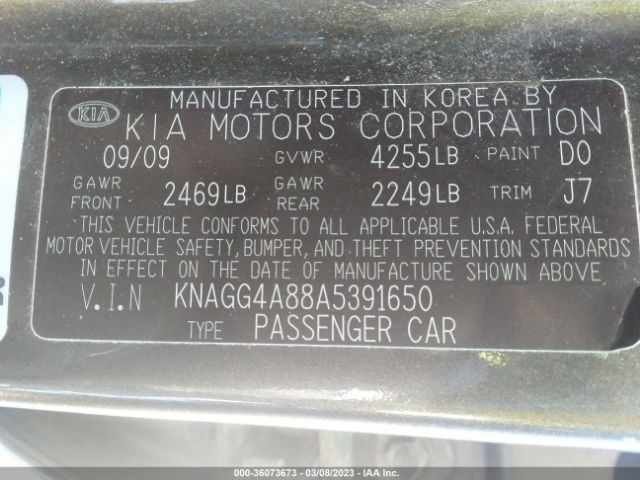 MANUFACTURED IN KOREA BY
KIA KIA MOTORS CORPORATION
09/09 GVWR 4255LB PAINT D0
GAWR FRONT 2469LB GAWR REAR 2249LB TRIM J7
THIS VEHICLE CONFORMS TO ALL APPLICABLE U.S.A. FEDERAL
MOTOR VEHICLE SAFETY, BUMPER, AND THEFT PREVENTION STANDARDS
IN EFFECT ON THE DATE OF MANUFACTURE SHOWN ABOVE
V.I.N KNAGG4A88A5391650
TYPE PASSENGER CAR
000-36073673 — 03/08/2023 — IAA Inc.